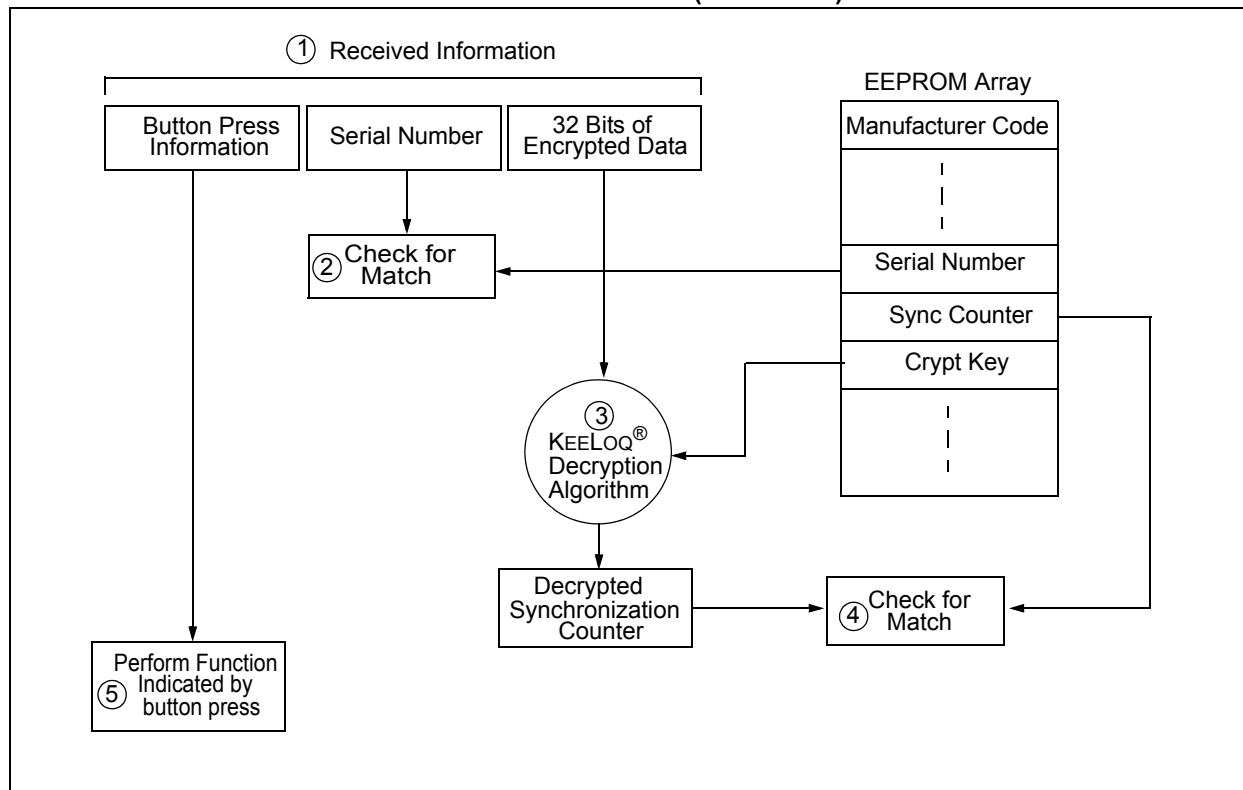 ① Received Information
EEPROM Array
Button Press
Information
Serial Number
32 Bits of
Encrypted Data
Manufacturer Code
② Check for
Match
Serial Number
Sync Counter
Crypt Key
③
KEELOQ®
Decryption
Algorithm
Decrypted
Synchronization
Counter
④ Check for
Match
Perform Function
⑤ Indicated by
button press